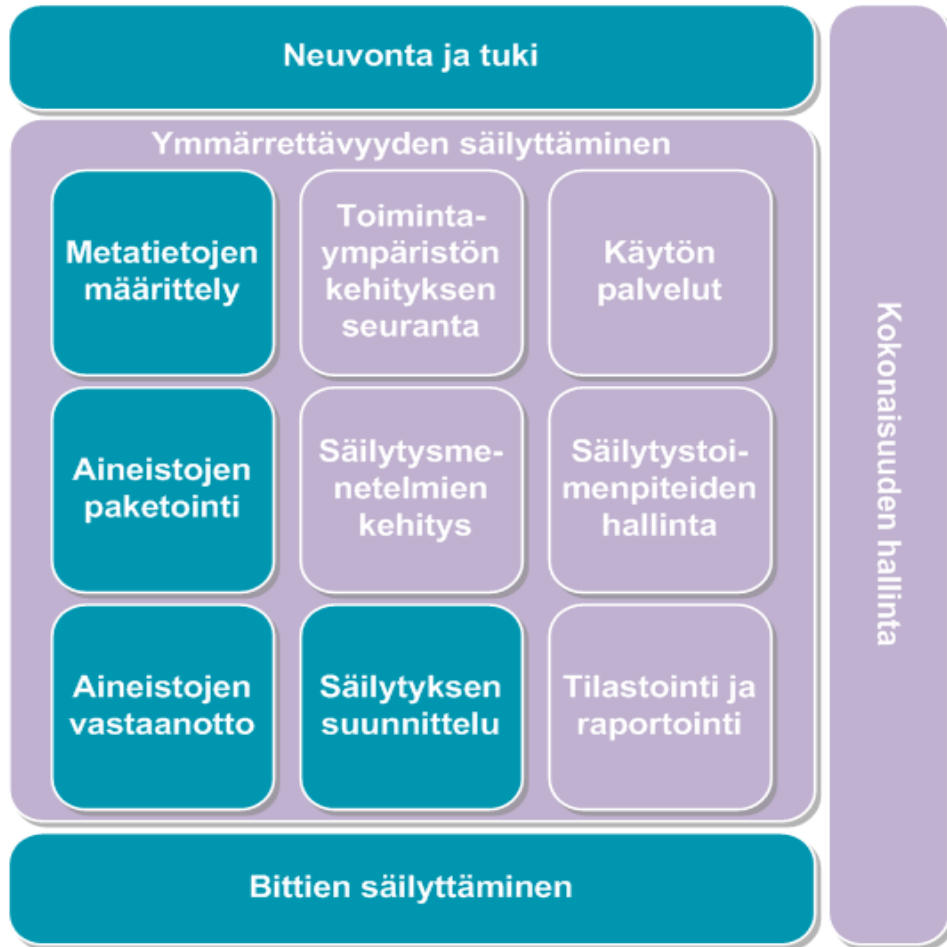 Neuvonta ja tuki
Ymmärrettävyyden säilyttäminen
Metatietojen
määrittely
Toiminta-
ympäristön
kehityksen
seuranta
Käytön
palvelut
Aineistojen
paketointi
Säilytysme-
netelmien
kehitys
Säilytystoi-
menpiteiden
hallinta
Aineistojen
vastaanotto
Säilytyksen
suunnittelu
Tilastointi ja
raportointi
Bittien säilyttäminen
Kokonaisuuden hallinta